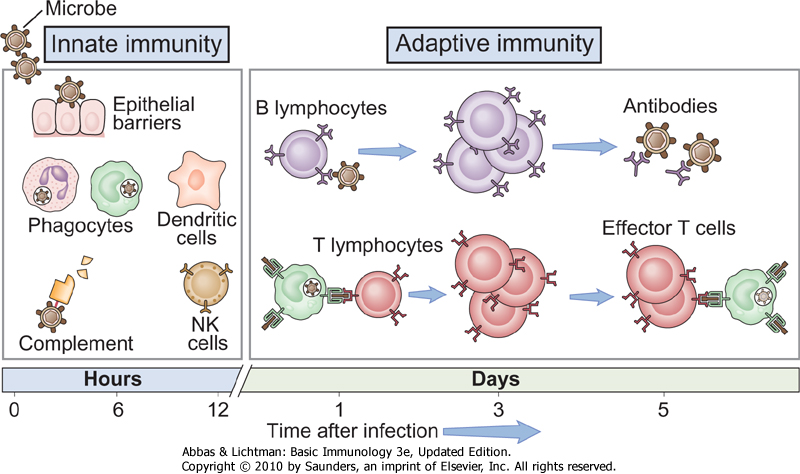 Microbe
Innate immunity
Adaptive immunity
Epithelial
barriers
B lymphocytes
Antibodies
Phagocytes
Dendritic
cells
T lymphocytes
Effector T cells
Complement
NK
cells
Hours
Days
0
6
12
1
3
5
Time after infection
Abbas & Lichtman: Basic Immunology 3e, Updated Edition.
Copyright © 2010 by Saunders, an imprint of Elsevier, Inc. All rights reserved.